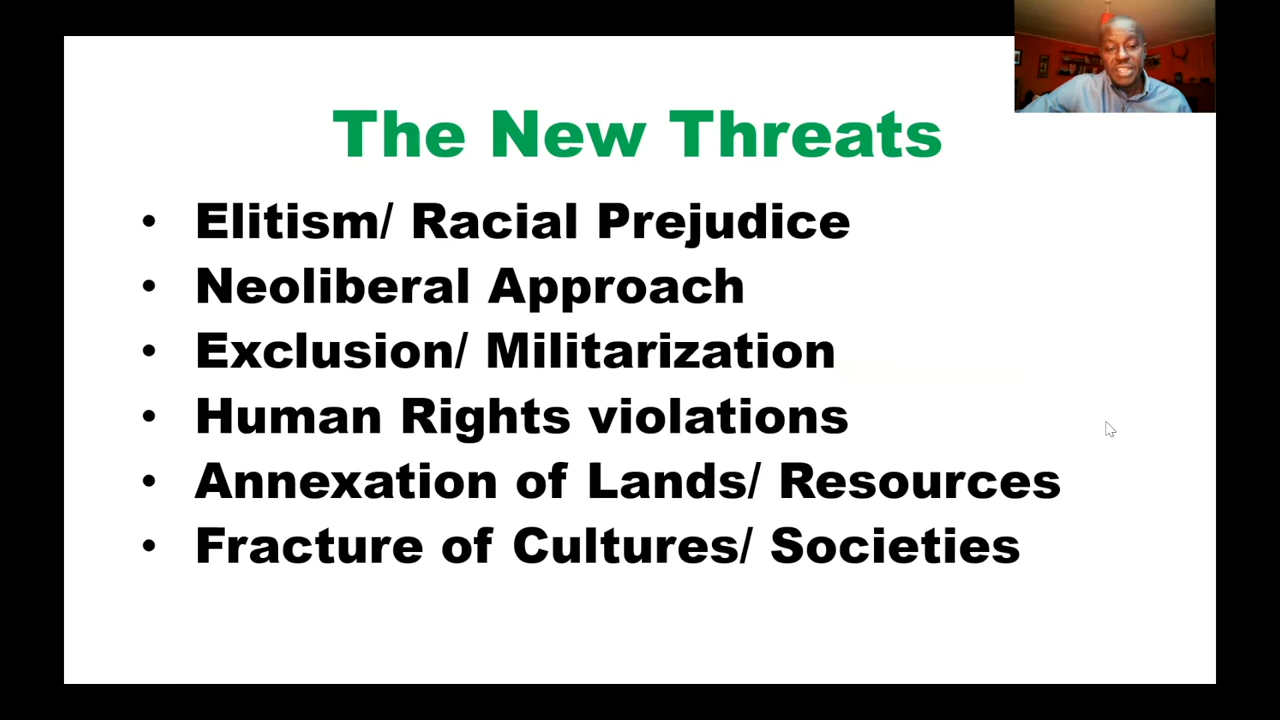 The New Threats
• Elitism/ Racial Prejudice
• Neoliberal Approach
• Exclusion/ Militarization
• Human Rights violations
• Annexation of Lands/ Resources
• Fracture of Cultures/ Societies